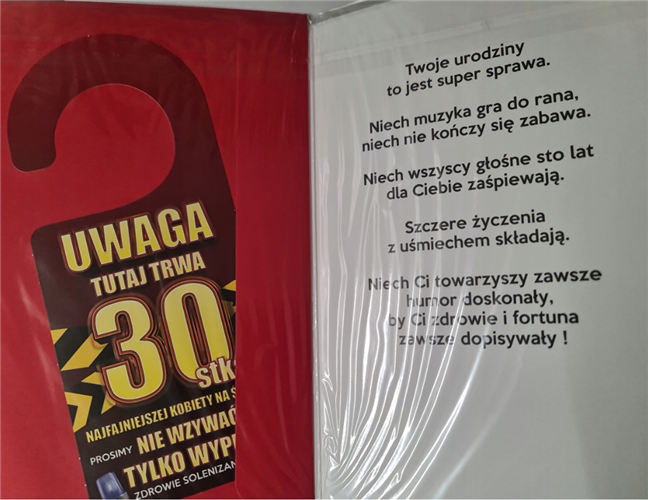 UWAGA
TUTAJ TRWA
30
stk
NAJFAJNIEJSZEJ KOBIETY NA
PROSIMY NIE WZYWAĆ
TYLKO
ZDROWIE
Twoje urodziny
to jest super sprawa.
Niech muzyka gra do rana,
niech nie kończy się zabawa.
Niech wszyscy głośne sto lat
dla Ciebie zaśpiewają.
Szczere życzenia
z uśmiechem składają.
Niech Ci towarzyszy zawsze
humor doskonały,
by Ci zdrowie i fortuna
zawsze dopisywały !